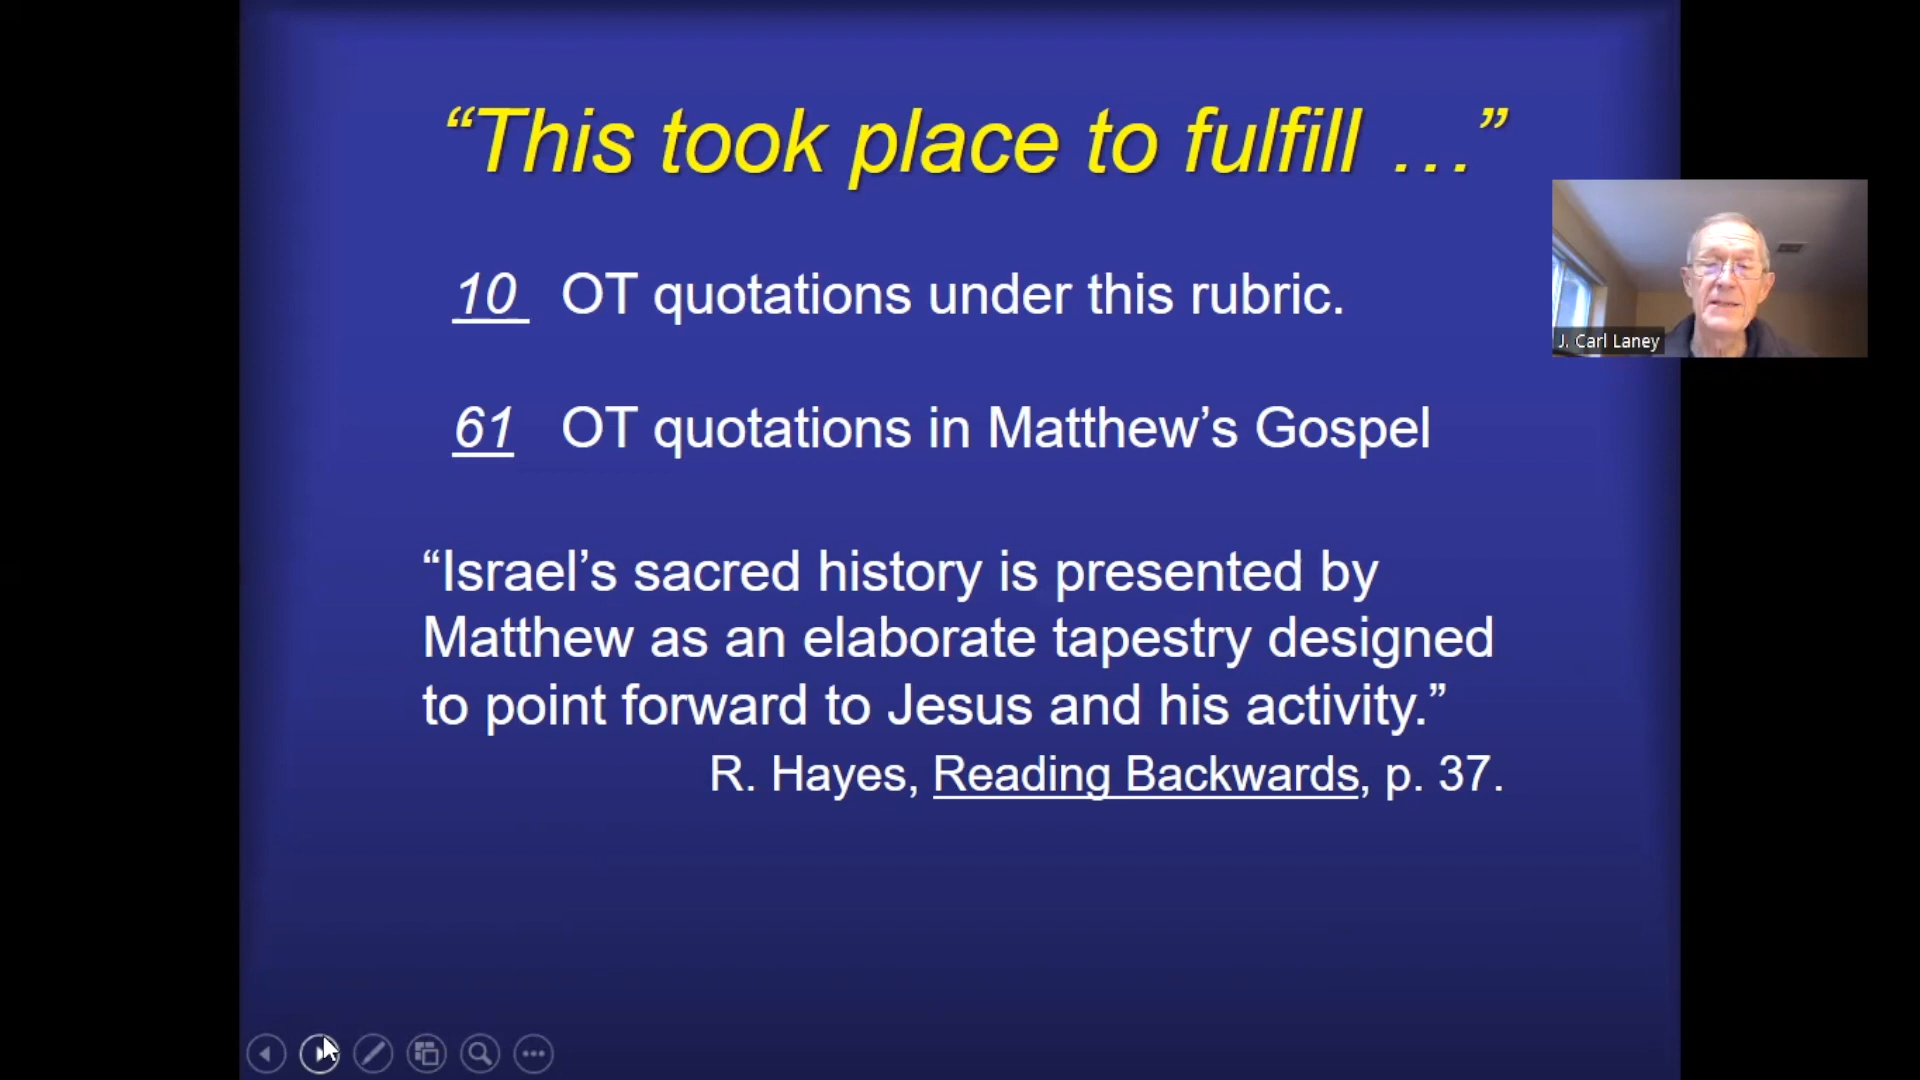 “This took place to fulfill …”
10 OT quotations under this rubric.
61 OT quotations in Matthew’s Gospel
“Israel’s sacred history is presented by
Matthew as an elaborate tapestry designed
to point forward to Jesus and his activity.”
R. Hayes, Reading Backwards, p. 37.
J. Carl Laney